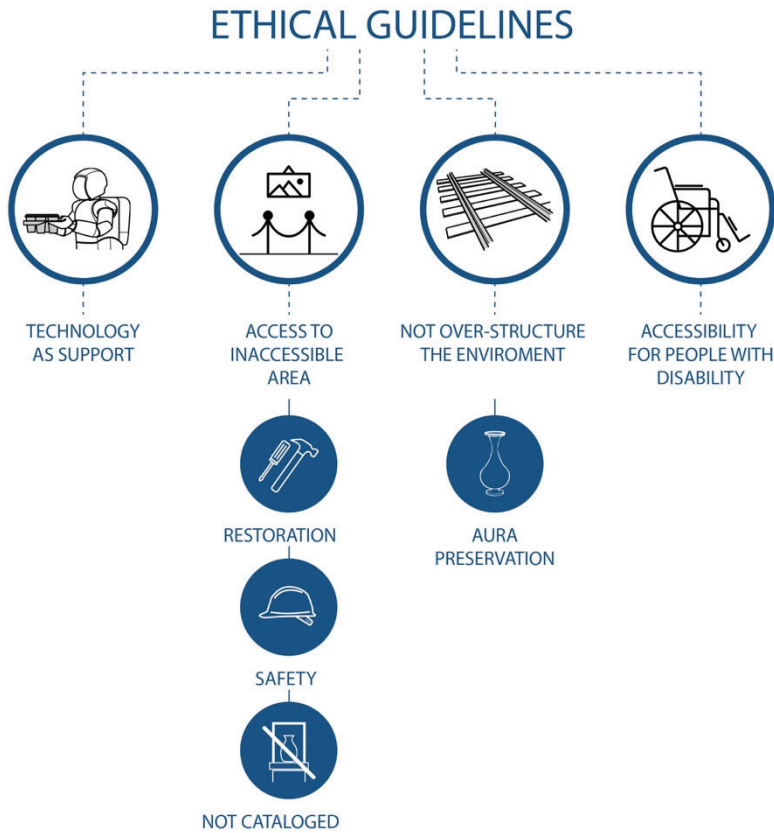 ETHICAL GUIDELINES
TECHNOLOGY
AS SUPPORT
ACCESS TO
INACCESSIBLE
AREA
NOT OVER-STRUCTURE
THE ENVIROMENT
ACCESSIBILITY
FOR PEOPLE WITH
DISABILITY
RESTORATION
AURA
PRESERVATION
SAFETY
NOT CATALOGED